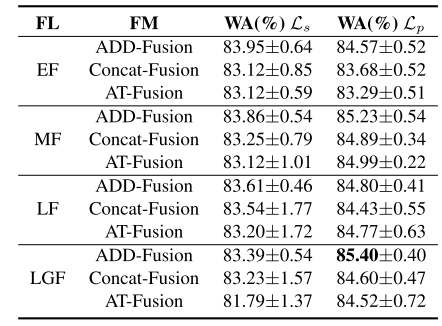 FL FM WA(%) ℒs WA(%) ℒp
ADD-Fusion 83.95±0.64 84.57±0.52
EF Concat-Fusion 83.12±0.85 83.68±0.52
AT-Fusion 83.12±0.59 83.29±0.51
ADD-Fusion 83.86±0.54 85.23±0.54
MF Concat-Fusion 83.25±0.79 84.89±0.34
AT-Fusion 83.12±1.01 84.99±0.22
ADD-Fusion 83.61±0.46 84.80±0.41
LF Concat-Fusion 83.54±1.77 84.43±0.55
AT-Fusion 83.20±1.72 84.77±0.63
ADD-Fusion 83.39±0.54 85.40±0.40
LGF Concat-Fusion 83.23±1.57 84.60±0.47
AT-Fusion 81.79±1.37 84.52±0.72